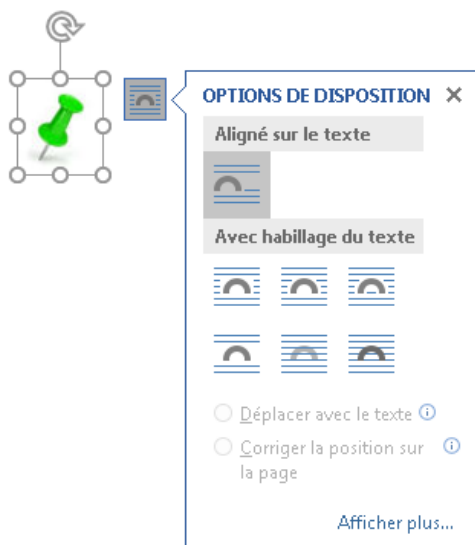 OPTIONS DE DISPOSITION
Aligné sur le texte
Avec habillage du texte
Déplacer avec le texte
Corriger la position sur
la page
Afficher plus...